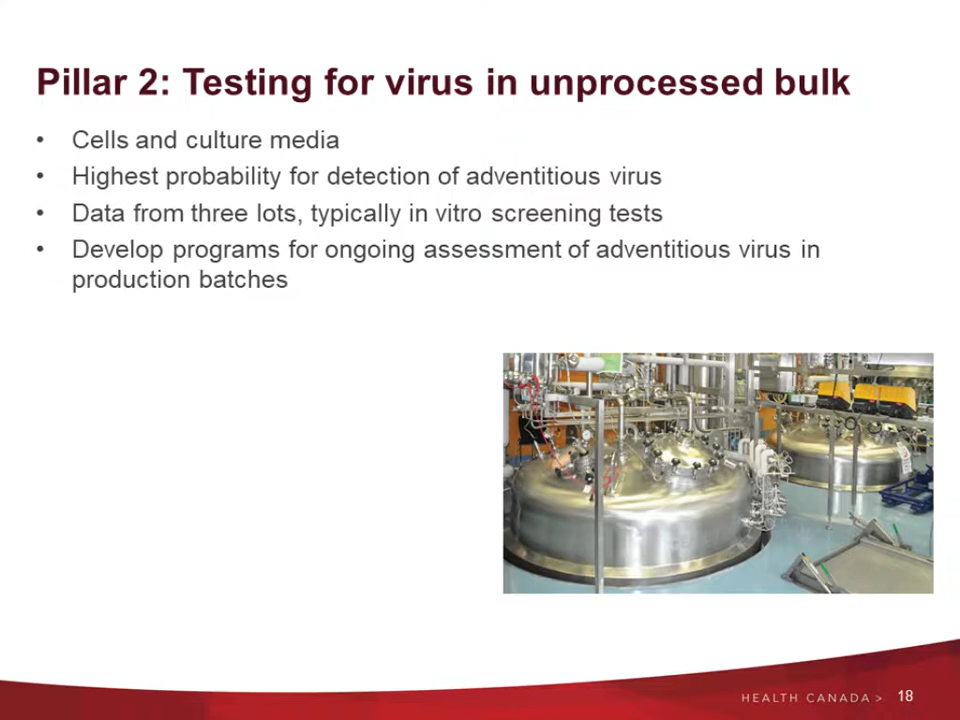 Pillar 2: Testing for virus in unprocessed bulk
• Cells and culture media
• Highest probability for detection of adventitious virus
• Data from three lots, typically in vitro screening tests
• Develop programs for ongoing assessment of adventitious virus in
production batches
HEALTH CANADA > 18